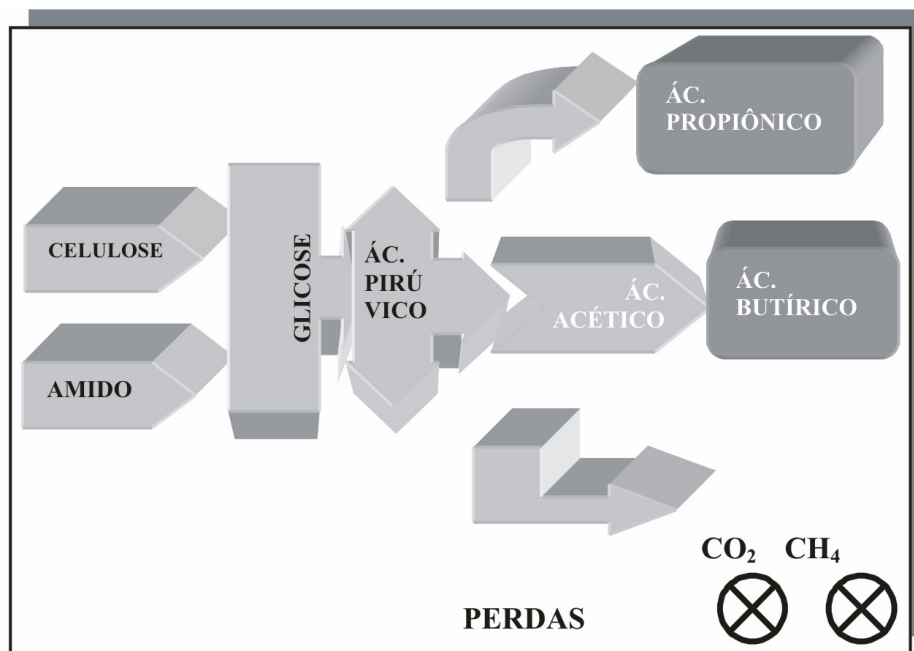 ÁC.
PROPIÔNICO
CELULOSE
AMIDO
GLICOSE
ÁC.
PIRÚ
VICO
ÁC.
ACÉTICO
ÁC.
BUTÍRICO
CO₂ CH₄
PERDAS